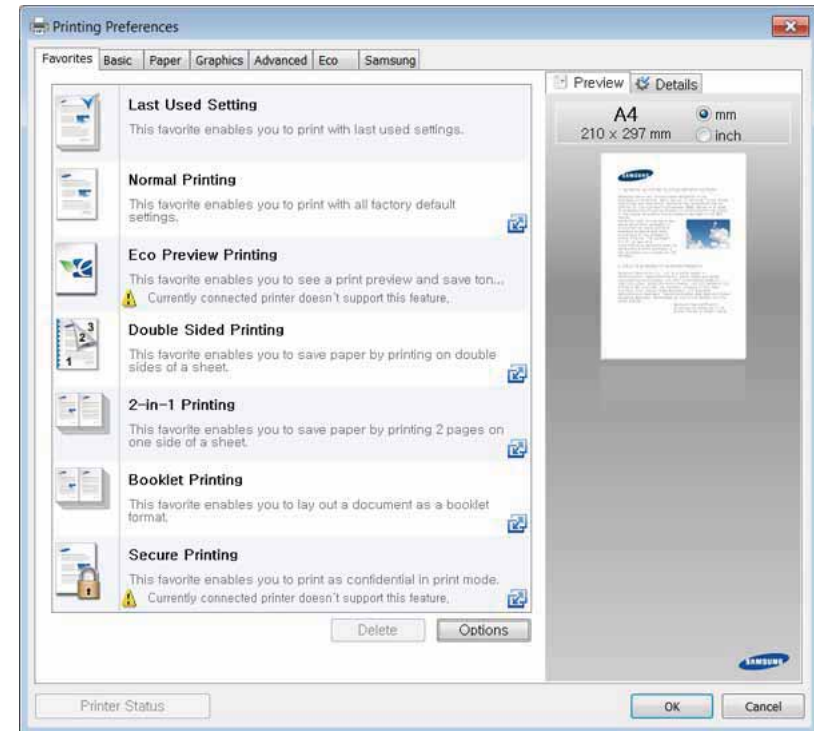 Printing Preferences
Favorites Basic Paper Graphics Advanced Eco Samsung
Last Used Setting
This favorite enables you to print with last used settings.
Normal Printing
This favorite enables you to print with all factory default
settings.
Eco Preview Printing
This favorite enables you to see a print preview and save ton...
Currently connected printer doesn't support this feature.
Double Sided Printing
This favorite enables you to save paper by printing on double
sides of a sheet.
2-in-1 Printing
This favorite enables you to save paper by printing 2 pages on
one side of a sheet.
Booklet Printing
This favorite enables you to lay out a document as a booklet
format.
Secure Printing
This favorite enables you to print as confidential in print mode.
Currently connected printer doesn't support this feature.
Delete Options
Preview Details
A4
210 x 297 mm
mm
inch
SAMSUNG
SAMSUNG
Printer Status
OK Cancel